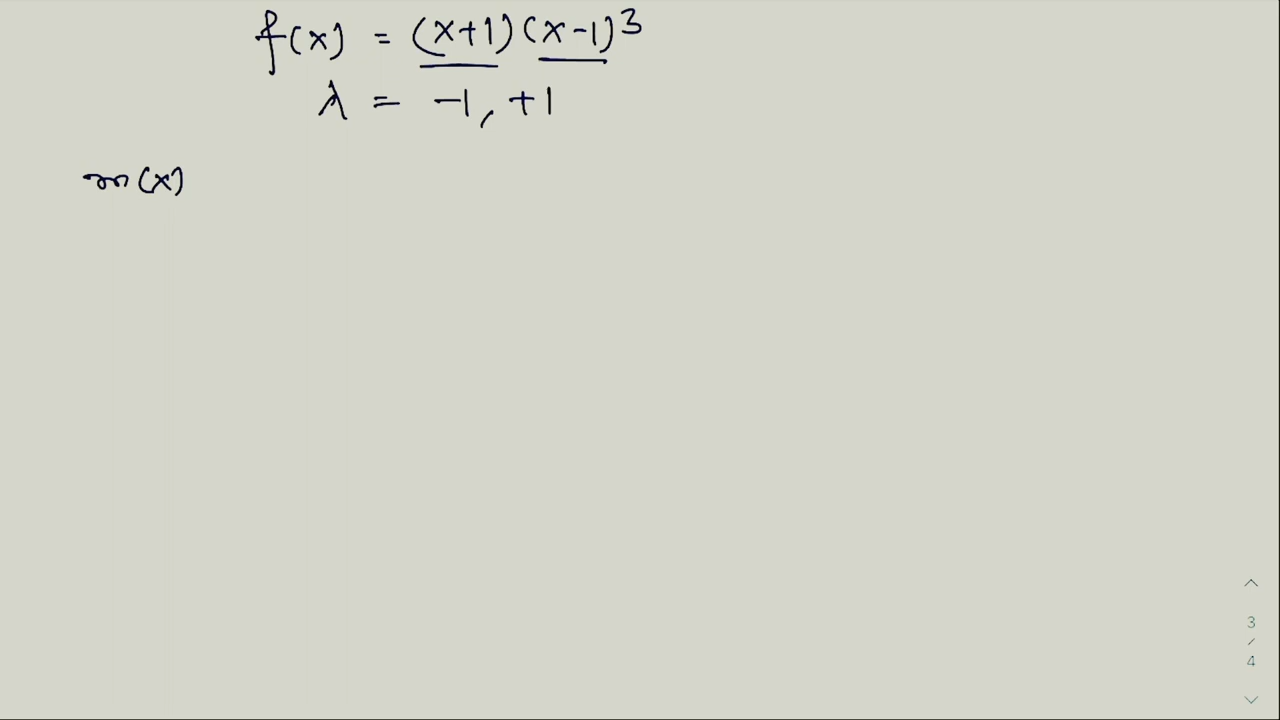 f(x) = (x+1)(x-1)³
λ = -1, +1
m(x)
3
/
4